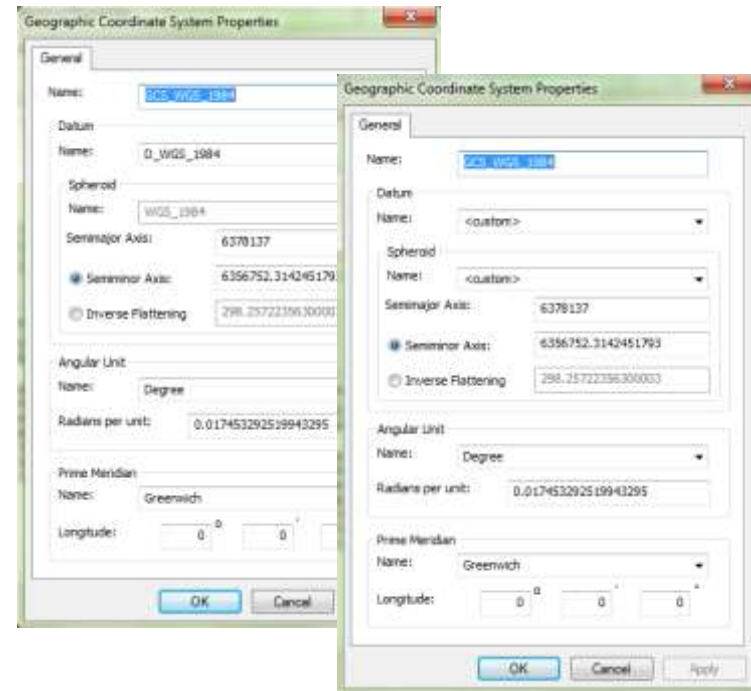 Geographic Coordinate System Properties
General
Name: GCS_WGS_1984
Datum
Name: D_WGS_1984
Spheroid
Name: WGS_1984
Semimajor Axis: 6378137
Semiminor Axis: 6356752.314245179
Inverse Flattening 298.2572235630000
Angular Unit
Name: Degree
Radians per unit: 0.017453292519943295
Prime Meridian
Name: Greenwich
Longitude: 0 ° 0 '
OK Cancel
Geographic Coordinate System Properties
General
Name: GCS_WGS_1984
Datum
Name: <custom>
Spheroid
Name: <custom>
Semimajor Axis: 6378137
Semiminor Axis: 6356752.3142451793
Inverse Flattening 298.25722356300003
Angular Unit
Name: Degree
Radians per unit: 0.017453292519943295
Prime Meridian
Name: Greenwich
Longitude: 0 ° 0 ' 0 "
OK Cancel Apply